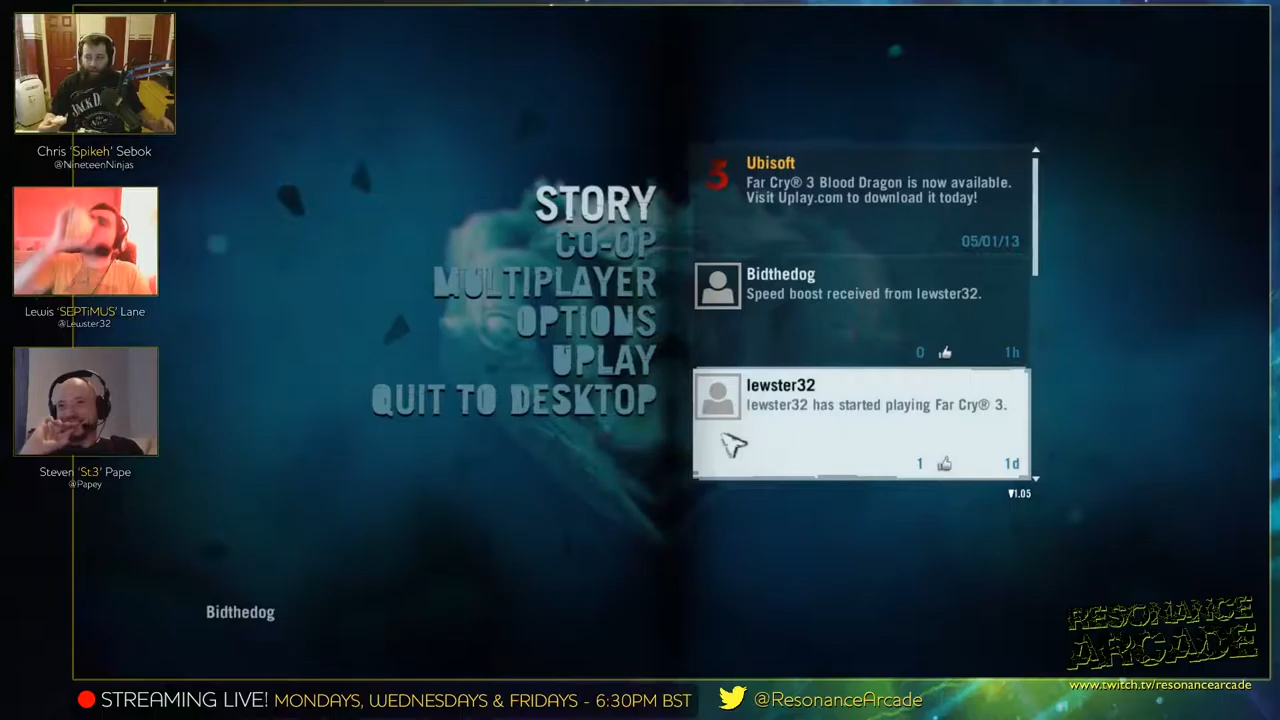 JACK D
Chris 'Spikeh' Sebok
@NineteenNinjas
Lewis 'SEPTiMUS' Lane
@Lewster32
Steven 'St3' Pape
@Papey
STORY
CO-OP
MULTIPLAYER
OPTIONS
UPLAY
QUIT TO DESKTOP
3
Ubisoft
Far Cry® 3 Blood Dragon is now available.
Visit Uplay.com to download it today!
05/01/13
Bidthedog
Speed boost received from lewster32.
0 1h
lewster32
lewster32 has started playing Far Cry® 3.
1 1d
V1.05
Bidthedog
RESONANCE
ARCADE
www.twitch.tv/resonancearcade
STREAMING LIVE! MONDAYS, WEDNESDAYS & FRIDAYS - 6:30PM BST @ResonanceArcade